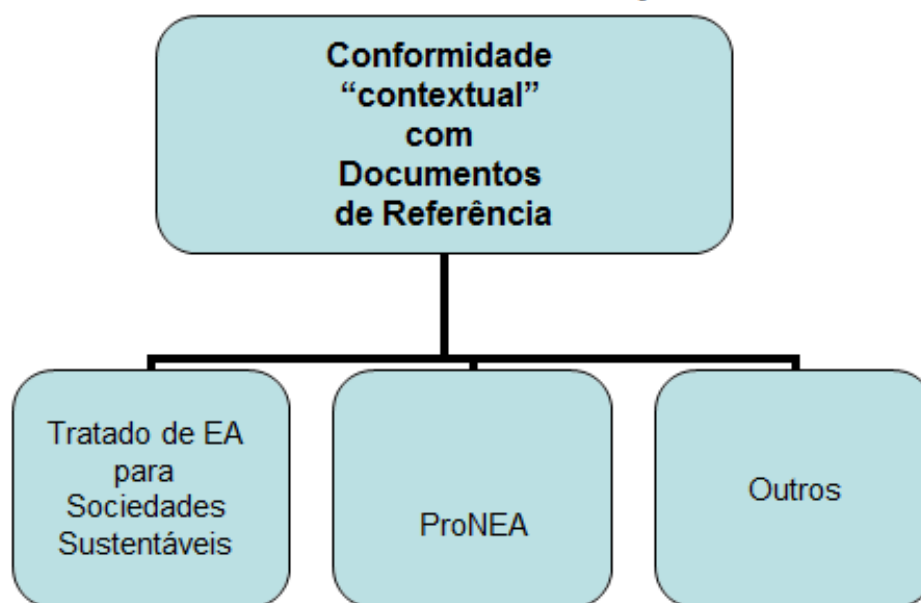 Conformidade
“contextual”
com
Documentos
de Referência
Tratado de EA
para
Sociedades
Sustentáveis
ProNEA
Outros